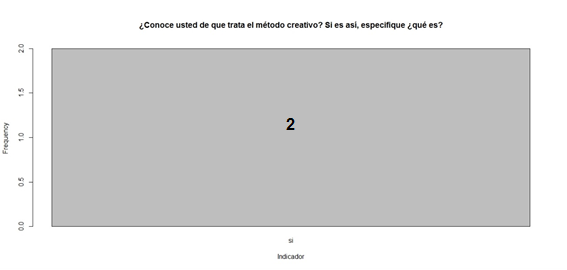 ¿Conoce usted de que trata el método creativo? Si es asi, especifique ¿qué es?
2.0
1.5
1.0
0.5
0.0
Frequency
2
si
Indicador